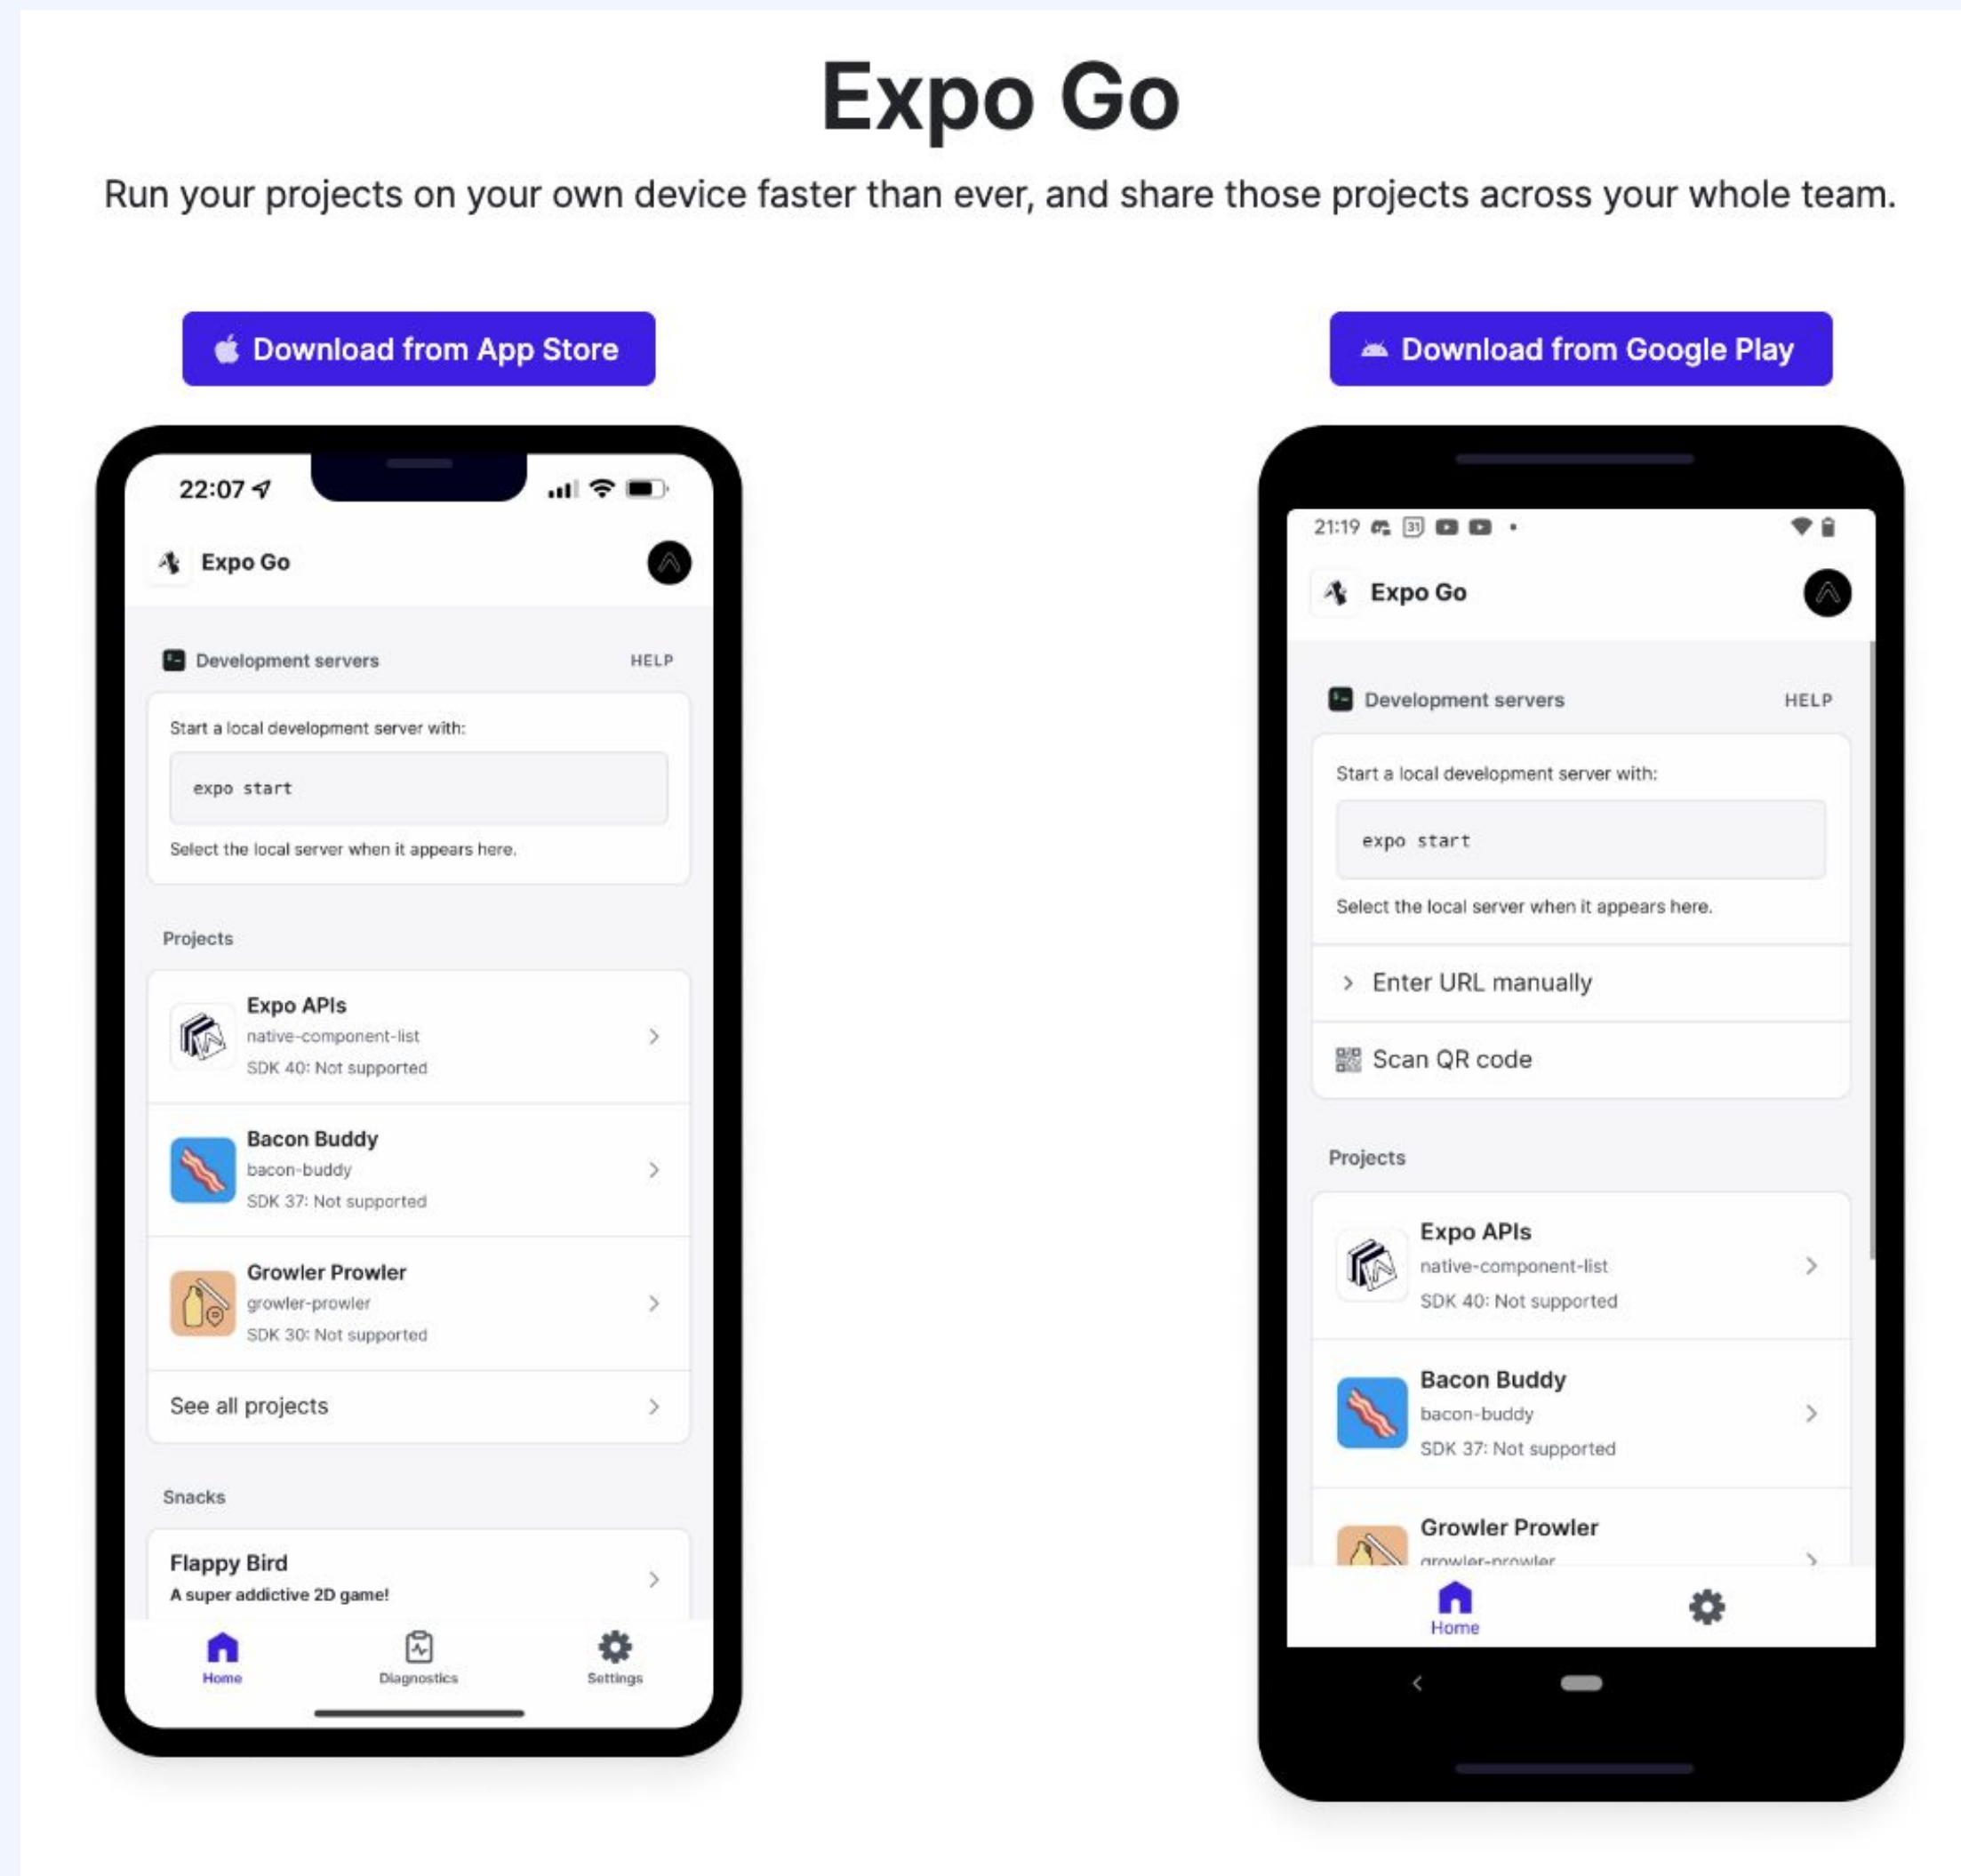 Expo Go
Run your projects on your own device faster than ever, and share those projects across your whole team.
Download from App Store
22:07
Expo Go
Development servers
HELP
Start a local development server with:
expo start
Select the local server when it appears here.
Projects
Expo APIs
native-component-list
SDK 40: Not supported
Bacon Buddy
bacon-buddy
SDK 37: Not supported
Growler Prowler
growler-prowler
SDK 30: Not supported
See all projects
Snacks
Flappy Bird
A super addictive 2D game!
Home
Diagnostics
Settings
Download from Google Play
21:19
31
Expo Go
Development servers
HELP
Start a local development server with:
expo start
Select the local server when it appears here.
Enter URL manually
Scan QR code
Projects
Expo APIs
native-component-list
SDK 40: Not supported
Bacon Buddy
bacon-buddy
SDK 37: Not supported
Growler Prowler
growler-prowler
Home